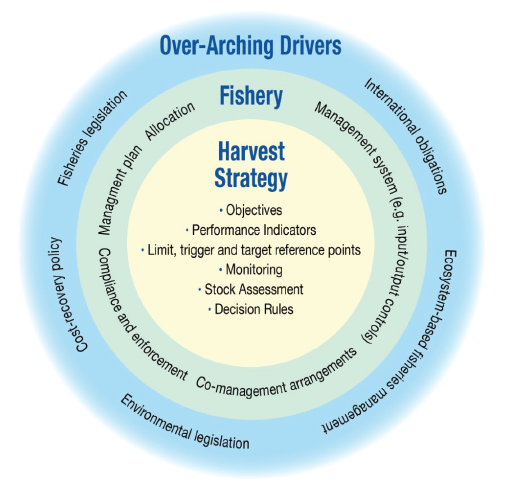 Over-Arching Drivers
Fisheries legislation
International obligations
Cost-recovery policy
Ecosystem-based fisheries management
Environmental legislation
Fishery
Allocation
Managment plan
Management system (e.g. input/output controls)
Compliance and enforcement
Co-management arrangements
Harvest
Strategy
• Objectives
• Performance Indicators
• Limit, trigger and target reference points
• Monitoring
• Stock Assessment
• Decision Rules